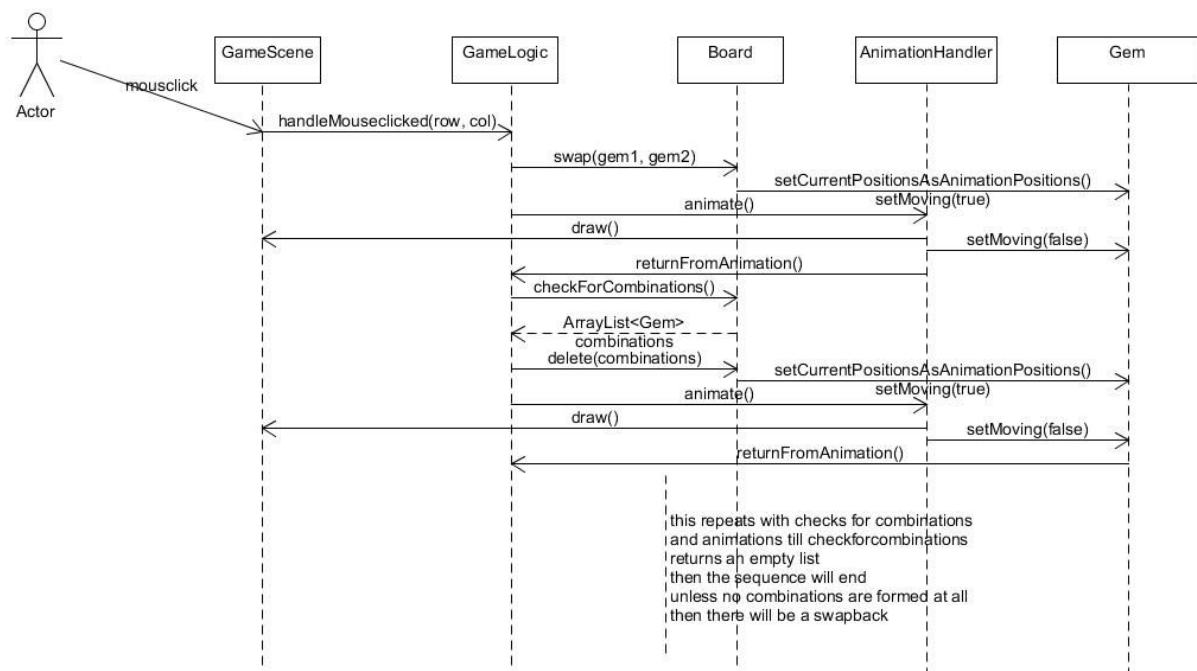 GameScene
GameLogic
Board
AnimationHandler
Gem
mousclick
Actor
handleMouseclicked(row, col)
swap(gem1, gem2)
setCurrentPositionsAsAnimationPositions()
setMoving(true)
animate()
draw()
setMoving(false)
returnFromAnimation()
checkForCombinations()
ArrayList<Gem>
combinations
delete(combinations)
setCurrentPositionsAsAnimationPositions()
setMoving(true)
animate()
draw()
setMoving(false)
returnFromAnimation()
this repeats with checks for combinations
and animations till checkforcombinations
returns an empty list
then the sequence will end
unless no combinations are formed at all
then there will be a swapback